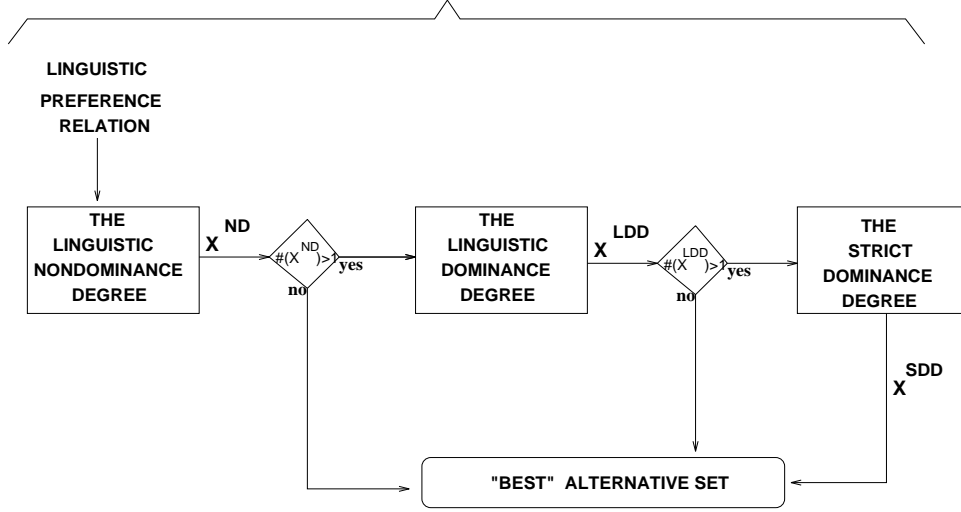 LINGUISTIC
PREFERENCE
RELATION
THE
LINGUISTIC
NONDOMINANCE
DEGREE
X ND
#(X ND )>1
yes
no
THE
LINGUISTIC
DOMINANCE
DEGREE
X LDD
#(X LDD )>1
yes
no
THE
STRICT
DOMINANCE
DEGREE
X SDD
"BEST" ALTERNATIVE SET